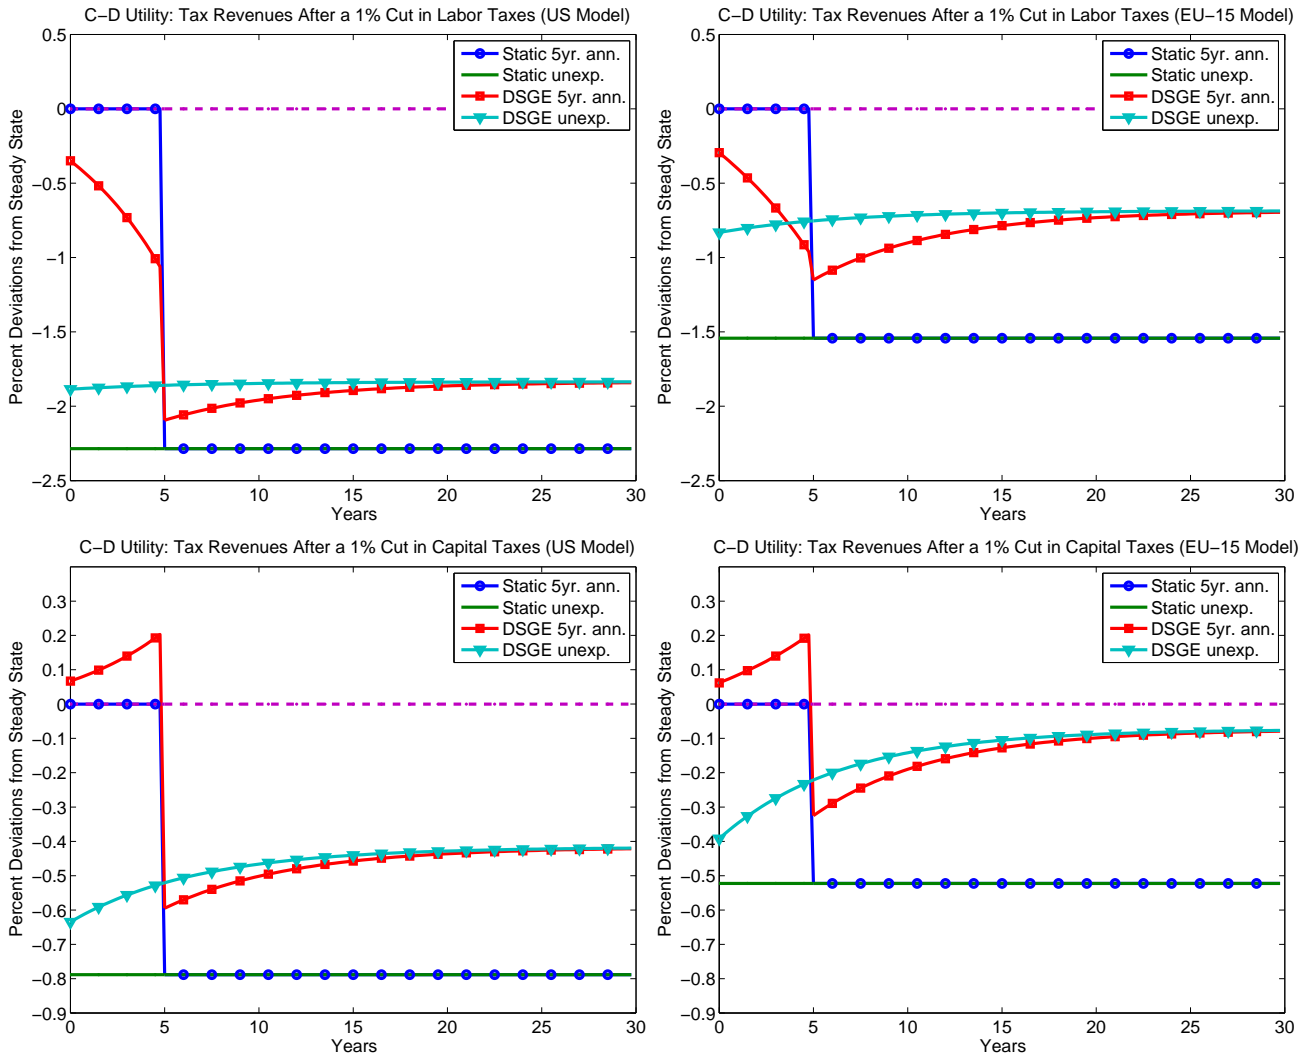 C−D Utility: Tax Revenues After a 1% Cut in Labor Taxes (US Model)
Percent Deviations from Steady State
0.5
0
−0.5
−1
−1.5
−2
−2.5
Static 5yr. ann.
Static unexp.
DSGE 5yr. ann.
DSGE unexp.
0 5 10 15 20 25 30
Years
C−D Utility: Tax Revenues After a 1% Cut in Labor Taxes (EU−15 Model)
Percent Deviations from Steady State
0.5
0
−0.5
−1
−1.5
−2
−2.5
Static 5yr. ann.
Static unexp.
DSGE 5yr. ann.
DSGE unexp.
0 5 10 15 20 25 30
Years
C−D Utility: Tax Revenues After a 1% Cut in Capital Taxes (US Model)
Percent Deviations from Steady State
0.3
0.2
0.1
0
−0.1
−0.2
−0.3
−0.4
−0.5
−0.6
−0.7
−0.8
−0.9
Static 5yr. ann.
Static unexp.
DSGE 5yr. ann.
DSGE unexp.
0 5 10 15 20 25 30
Years
C−D Utility: Tax Revenues After a 1% Cut in Capital Taxes (EU−15 Model)
Percent Deviations from Steady State
0.3
0.2
0.1
0
−0.1
−0.2
−0.3
−0.4
−0.5
−0.6
−0.7
−0.8
−0.9
Static 5yr. ann.
Static unexp.
DSGE 5yr. ann.
DSGE unexp.
0 5 10 15 20 25 30
Years